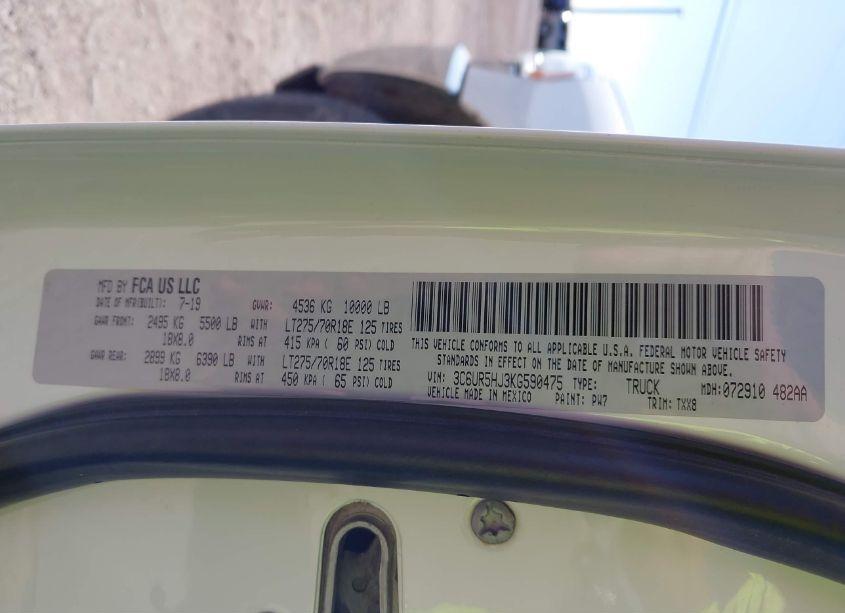 MFD BY FCA US LLC
DATE OF MFR(BUILT): 7-19 GVWR: 4536 KG 10000 LB
GAWR FRONT: 2495 KG 5500 LB WITH LT275/70R18E 125 TIRES
18X8.0 RIMS AT 415 KPA ( 60 PSI) COLD
GAWR REAR: 2899 KG 6390 LB WITH LT275/70R18E 125 TIRES
18X8.0 RIMS AT 450 KPA ( 65 PSI) COLD
THIS VEHICLE CONFORMS TO ALL APPLICABLE U.S.A. FEDERAL MOTOR VEHICLE SAFETY
STANDARDS IN EFFECT ON THE DATE OF MANUFACTURE SHOWN ABOVE.
VIN: 3C6UR5HJ3KG590475 TYPE: TRUCK MDH:072910 482AA
VEHICLE MADE IN MEXICO PAINT: PW7 TRIM: TXX8